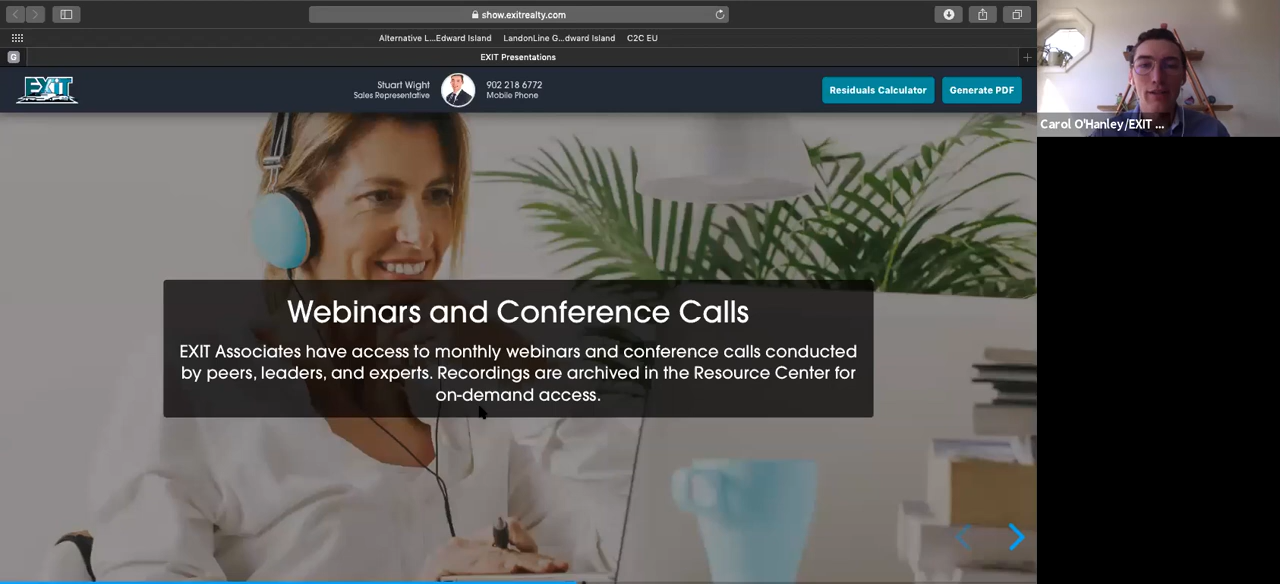 show.exitrealty.com
Alternative L...Edward Island LandonLine G...dward Island C2C EU
G
EXIT Presentations
EXIT
Stuart Wight
Sales Representative
902 218 6772
Mobile Phone
Residuals Calculator
Generate PDF
Carol O'Hanley/EXIT ...
Webinars and Conference Calls
EXIT Associates have access to monthly webinars and conference calls conducted
by peers, leaders, and experts. Recordings are archived in the Resource Center for
on-demand access.